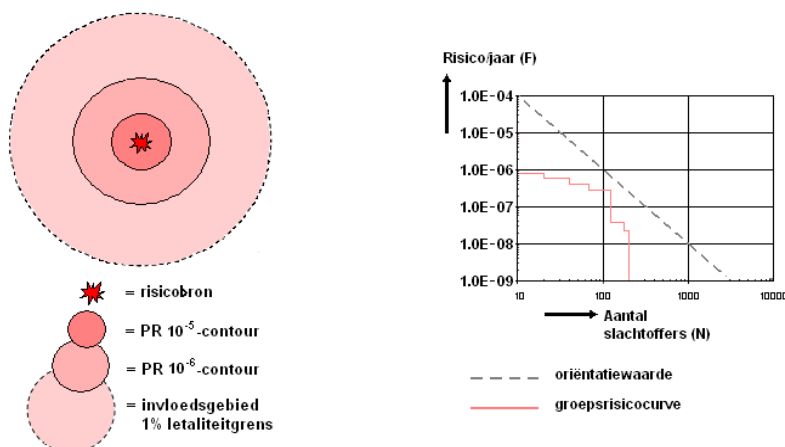 = risicobron
= PR 10⁻⁵-contour
= PR 10⁻⁶-contour
= invloedsgebied
1% letaliteitgrens
Risico/jaar (F)
1.0E-04
1.0E-05
1.0E-06
1.0E-07
1.0E-08
1.0E-09
10
100
1000
10000
Aantal
slachtoffers (N)
oriëntatiewaarde
groepsrisicocurve